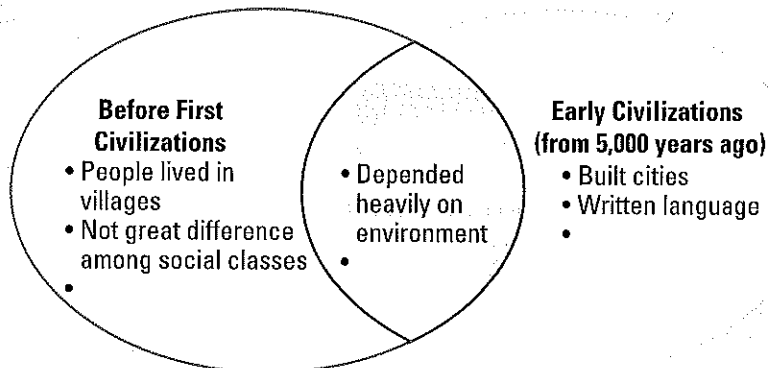 Before First
Civilizations
• People lived in
villages
• Not great difference
among social classes
•
• Depended
heavily on
environment
•
Early Civilizations
(from 5,000 years ago)
• Built cities
• Written language
•